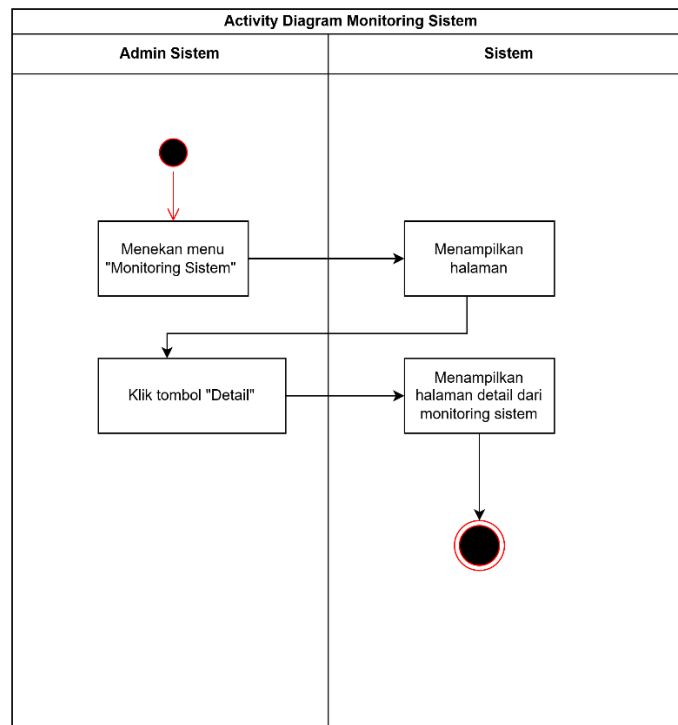 Activity Diagram Monitoring Sistem
Admin Sistem
Sistem
Menekan menu
"Monitoring Sistem"
Menampilkan
halaman
Klik tombol "Detail"
Menampilkan
halaman detail dari
monitoring sistem